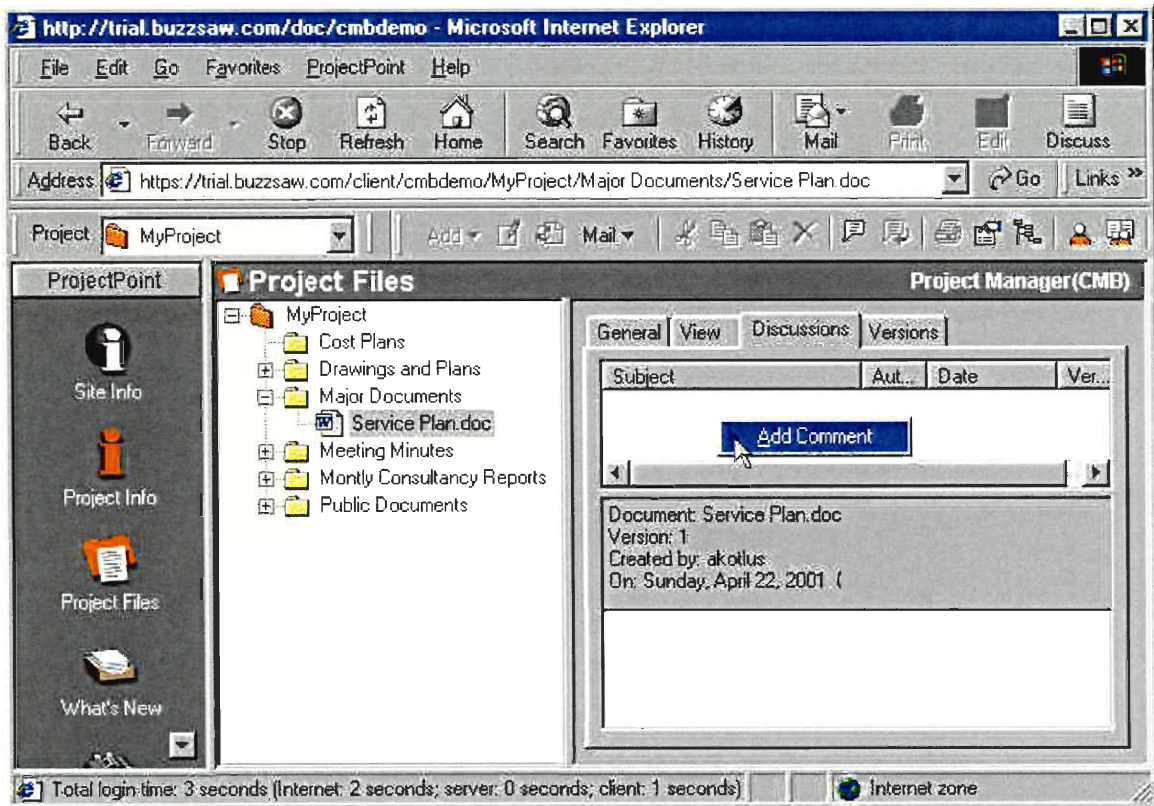 http://trial.buzzsaw.com/doc/cmbdemo - Microsoft Internet Explorer
File Edit Go Favorites ProjectPoint Help
Back Forward Stop Refresh Home Search Favorites History Mail Print Edit Discuss
Address https://trial.buzzsaw.com/client/cmbdemo/MyProject/Major Documents/Service Plan.doc Go Links »
Project MyProject Add Mail
ProjectPoint
Site Info
Project Info
Project Files
What's New
Project Files Project Manager(CMB)
MyProject
Cost Plans
Drawings and Plans
Major Documents
Service Plan.doc
Meeting Minutes
Montly Consultancy Reports
Public Documents
General View Discussions Versions
Subject Aut... Date Ver...
Add Comment
Document: Service Plan.doc
Version: 1
Created by: akotlus
On: Sunday, April 22, 2001 (
Total login time: 3 seconds (Internet: 2 seconds; server: 0 seconds; client: 1 seconds) Internet zone